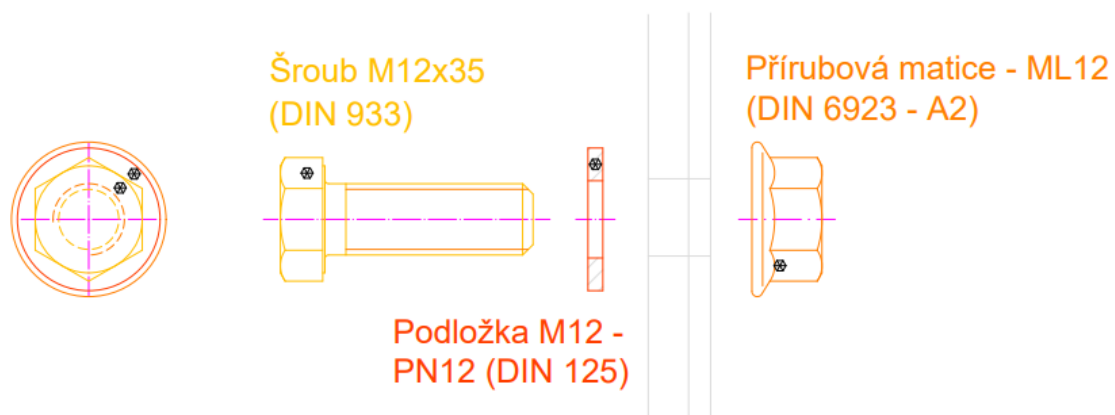 Šroub M12x35
(DIN 933)
Přírubová matice - ML12
(DIN 6923 - A2)
Podložka M12 -
PN12 (DIN 125)